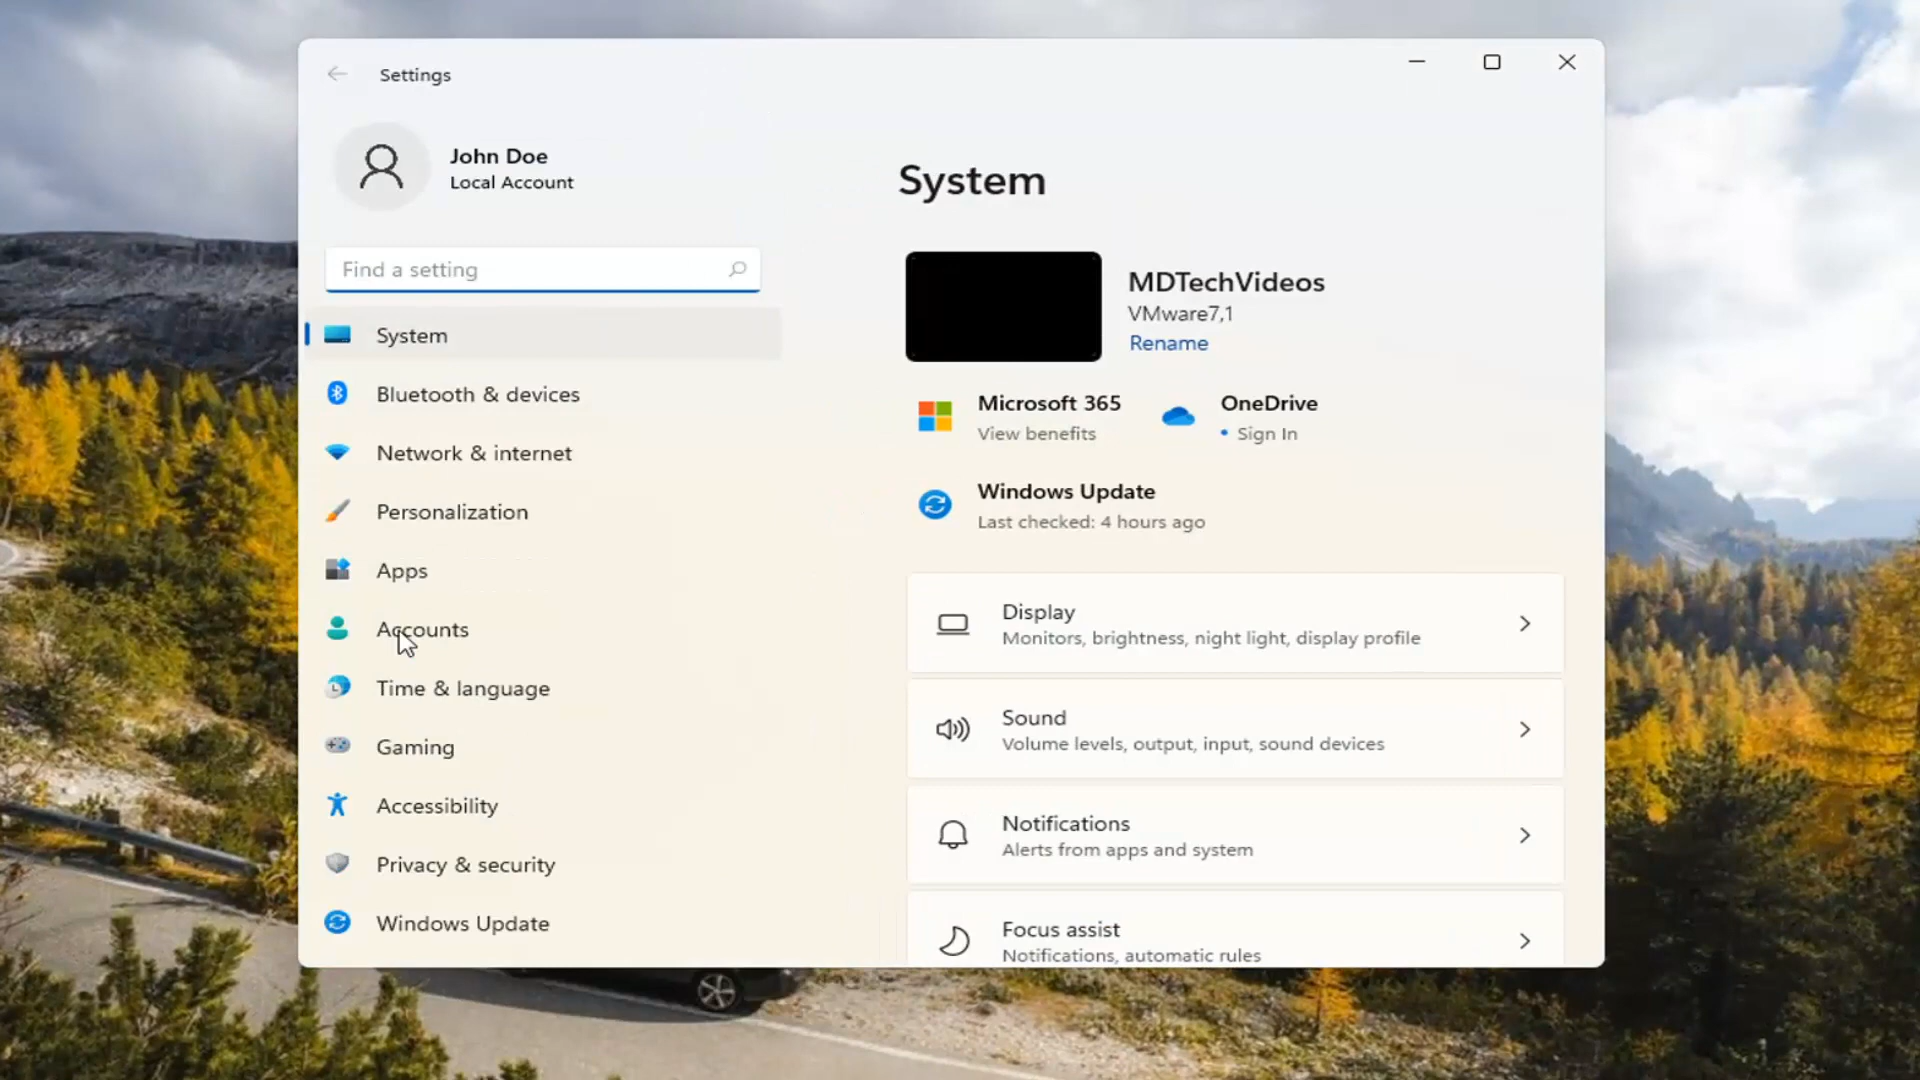 Settings
John Doe
Local Account
Find a setting
System
Bluetooth & devices
Network & internet
Personalization
Apps
Accounts
Time & language
Gaming
Accessibility
Privacy & security
Windows Update
System
MDTechVideos
VMware7,1
Rename
Microsoft 365
View benefits
OneDrive
• Sign In
Windows Update
Last checked: 4 hours ago
Display
Monitors, brightness, night light, display profile
Sound
Volume levels, output, input, sound devices
Notifications
Alerts from apps and system
Focus assist
Notifications, automatic rules